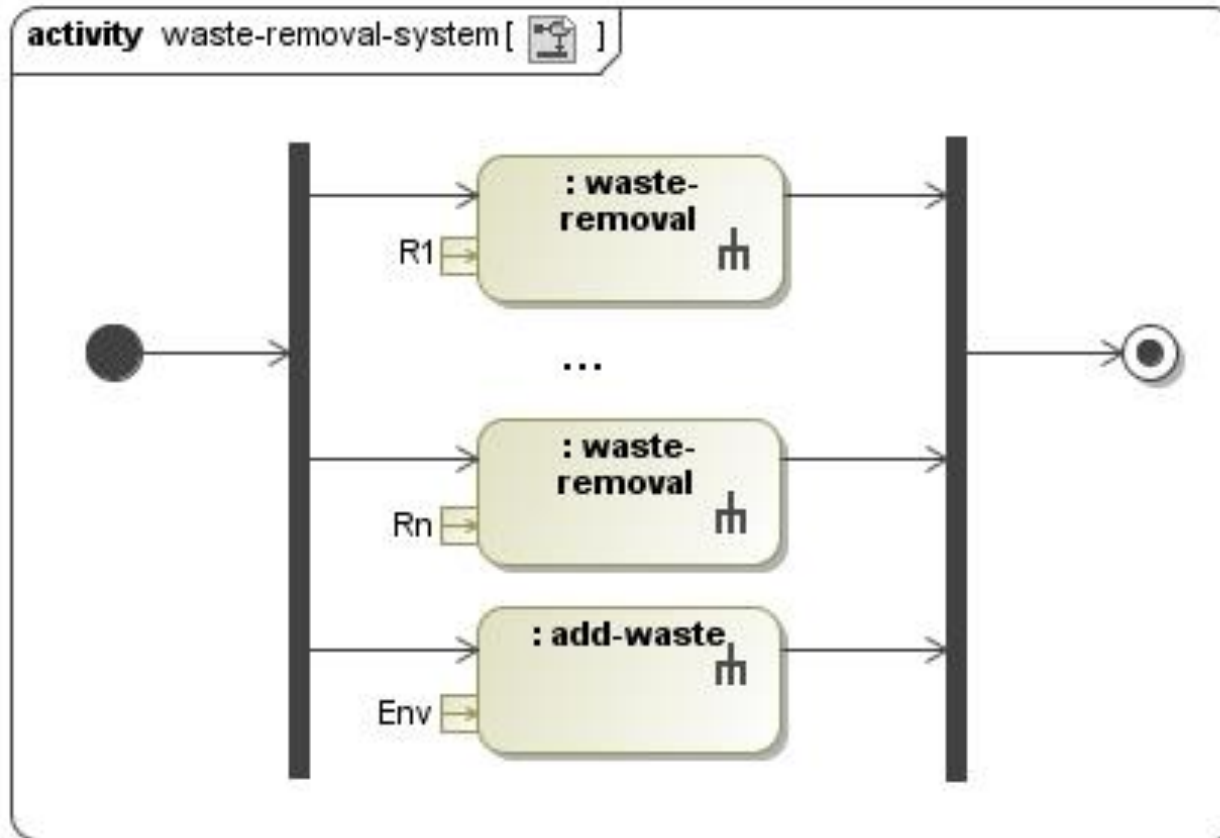 activity waste-removal-system[ ]
: waste-
removal
R1
...
: waste-
removal
Rn
: add-waste
Env